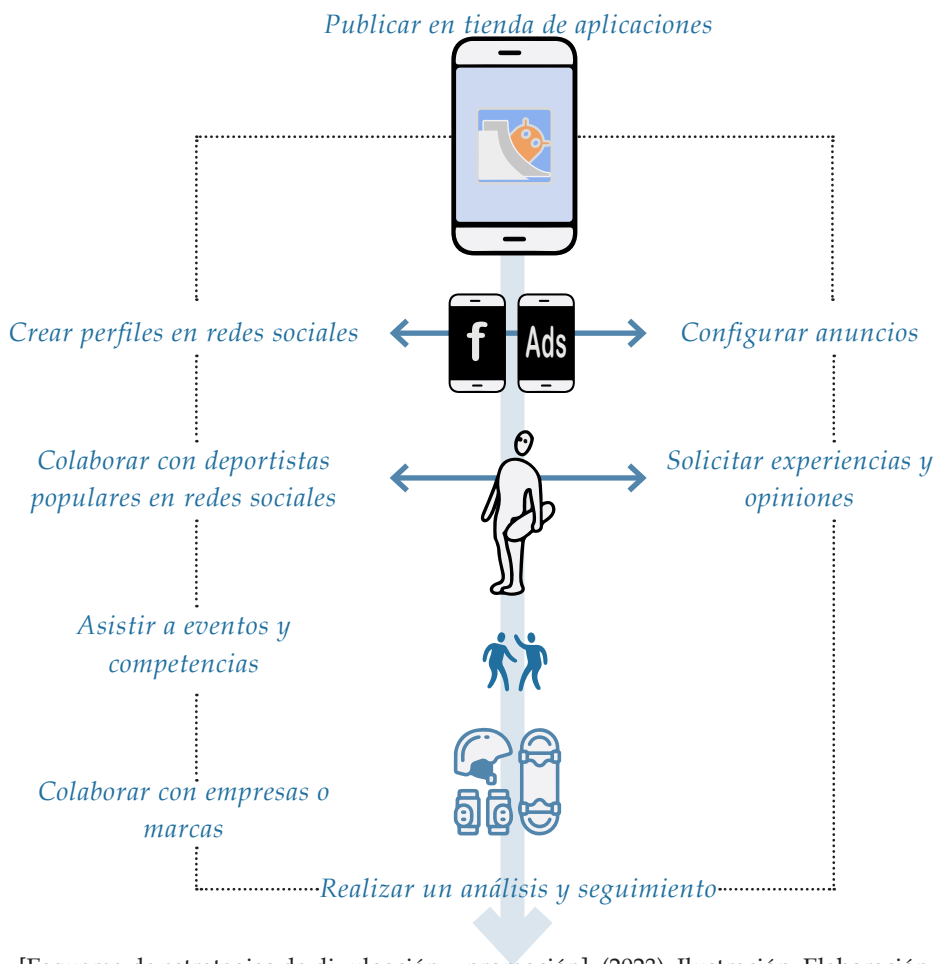 Publicar en tienda de aplicaciones
Crear perfiles en redes sociales
f
Ads
Configurar anuncios
Colaborar con deportistas
populares en redes sociales
Solicitar experiencias y
opiniones
Asistir a eventos y
competencias
Colaborar con empresas o
marcas
Realizar un análisis y seguimiento